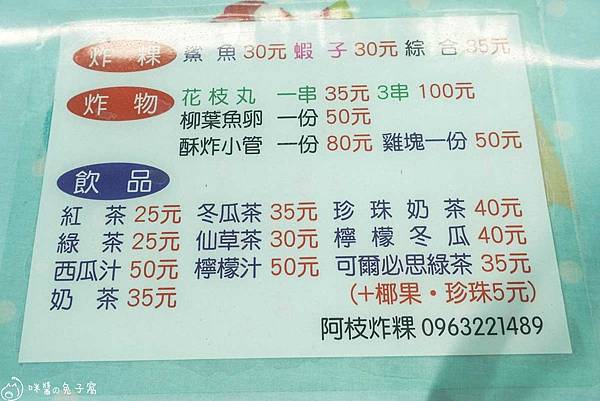 炸粿 鯊魚30元 蝦子30元 綜合35元
炸物 花枝丸 一串 35元 3串 100元
柳葉魚卵 一份 50元
酥炸小管 一份 80元 雞塊一份 50元
飲品
紅茶 25元 冬瓜茶 35元 珍珠奶茶 40元
綠茶 25元 仙草茶 30元 檸檬冬瓜 40元
西瓜汁 50元 檸檬汁 50元 可爾必思綠茶 35元
奶茶 35元 (+椰果・珍珠5元)
阿枝炸粿 0963221489
咪醬の兔子窩